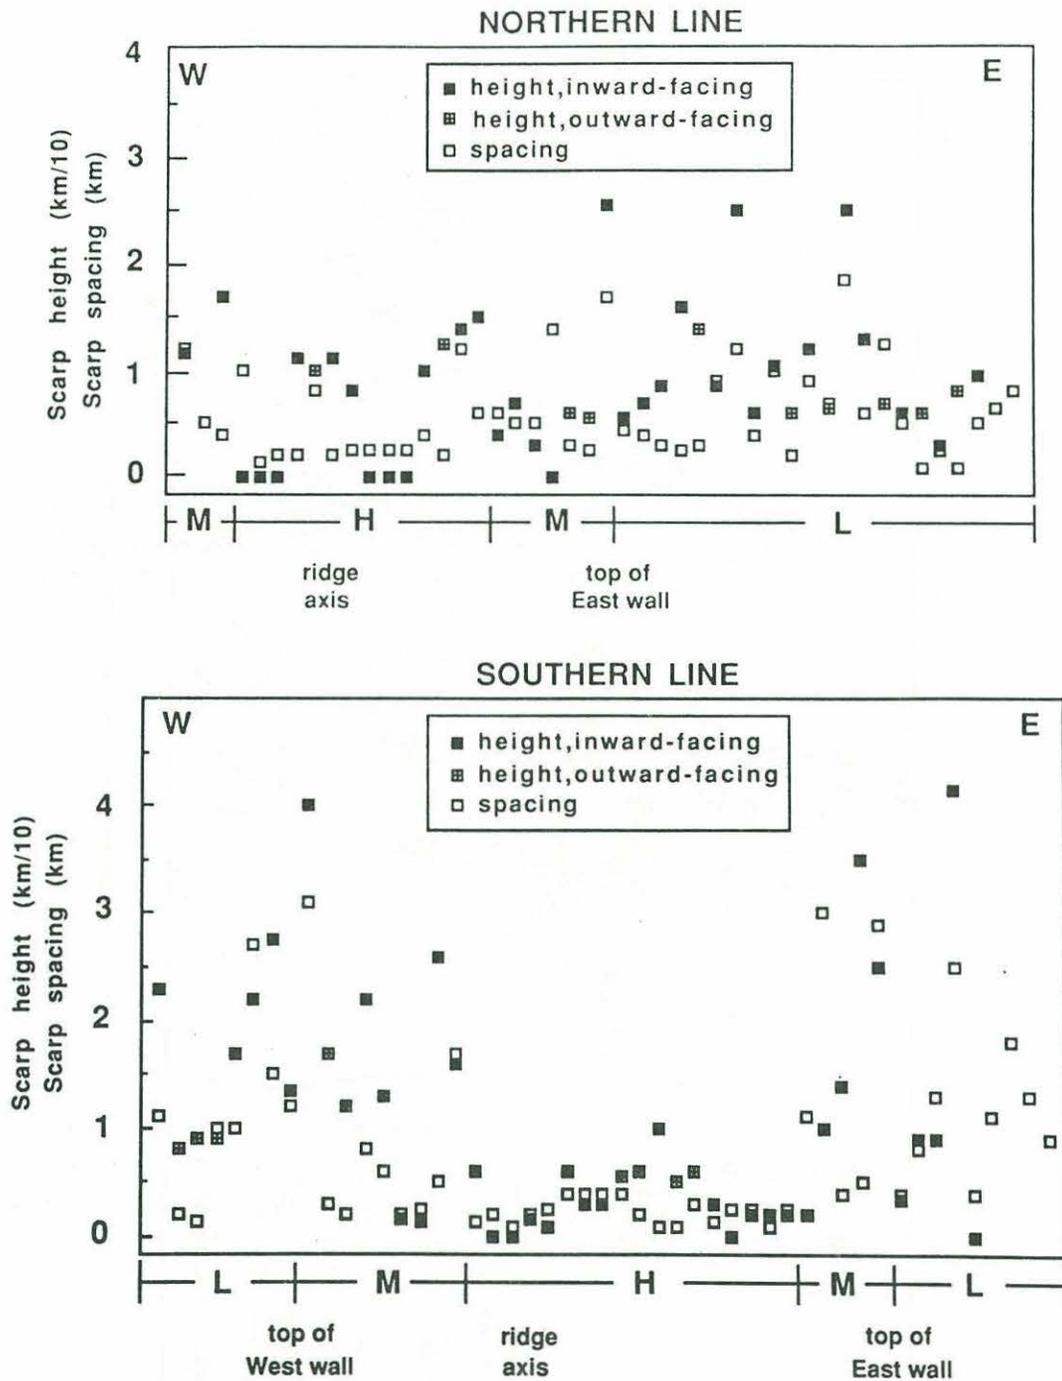 NORTHERN LINE
4
3
2
1
0
Scarp height (km/10)
Scarp spacing (km)
W
E
height,inward-facing
height,outward-facing
spacing
M
H
M
L
ridge
axis
top of
East wall
SOUTHERN LINE
4
3
2
1
0
Scarp height (km/10)
Scarp spacing (km)
W
E
height,inward-facing
height,outward-facing
spacing
L
M
H
M
L
top of
West wall
ridge
axis
top of
East wall